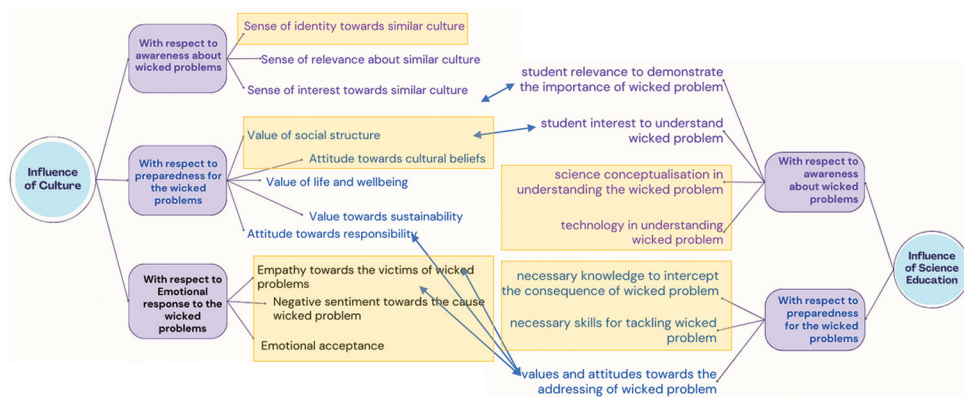 Influence
of Culture
With respect to
awareness about
wicked problems
Sense of identity towards similar culture
Sense of relevance about similar culture
Sense of interest towards similar culture
With respect to
preparedness for
the wicked
problems
Value of social structure
Attitude towards cultural beliefs
Value of life and wellbeing
Value towards sustainability
Attitude towards responsibility
With respect to
Emotional
response to the
wicked
problems
Empathy towards the victims of wicked
problems
Negative sentiment towards the cause
wicked problem
Emotional acceptance
student relevance to demonstrate
the importance of wicked problem
student interest to understand
wicked problem
science conceptualisation in
understanding the wicked problem
technology in understanding
wicked problem
With respect to
awareness
about wicked
problems
necessary knowledge to intercept
the consequence of wicked problem
necessary skills for tackling wicked
problem
values and attitudes towards the
addressing of wicked problem
With respect to
preparedness
for the wicked
problems
Influence
of Science
Education